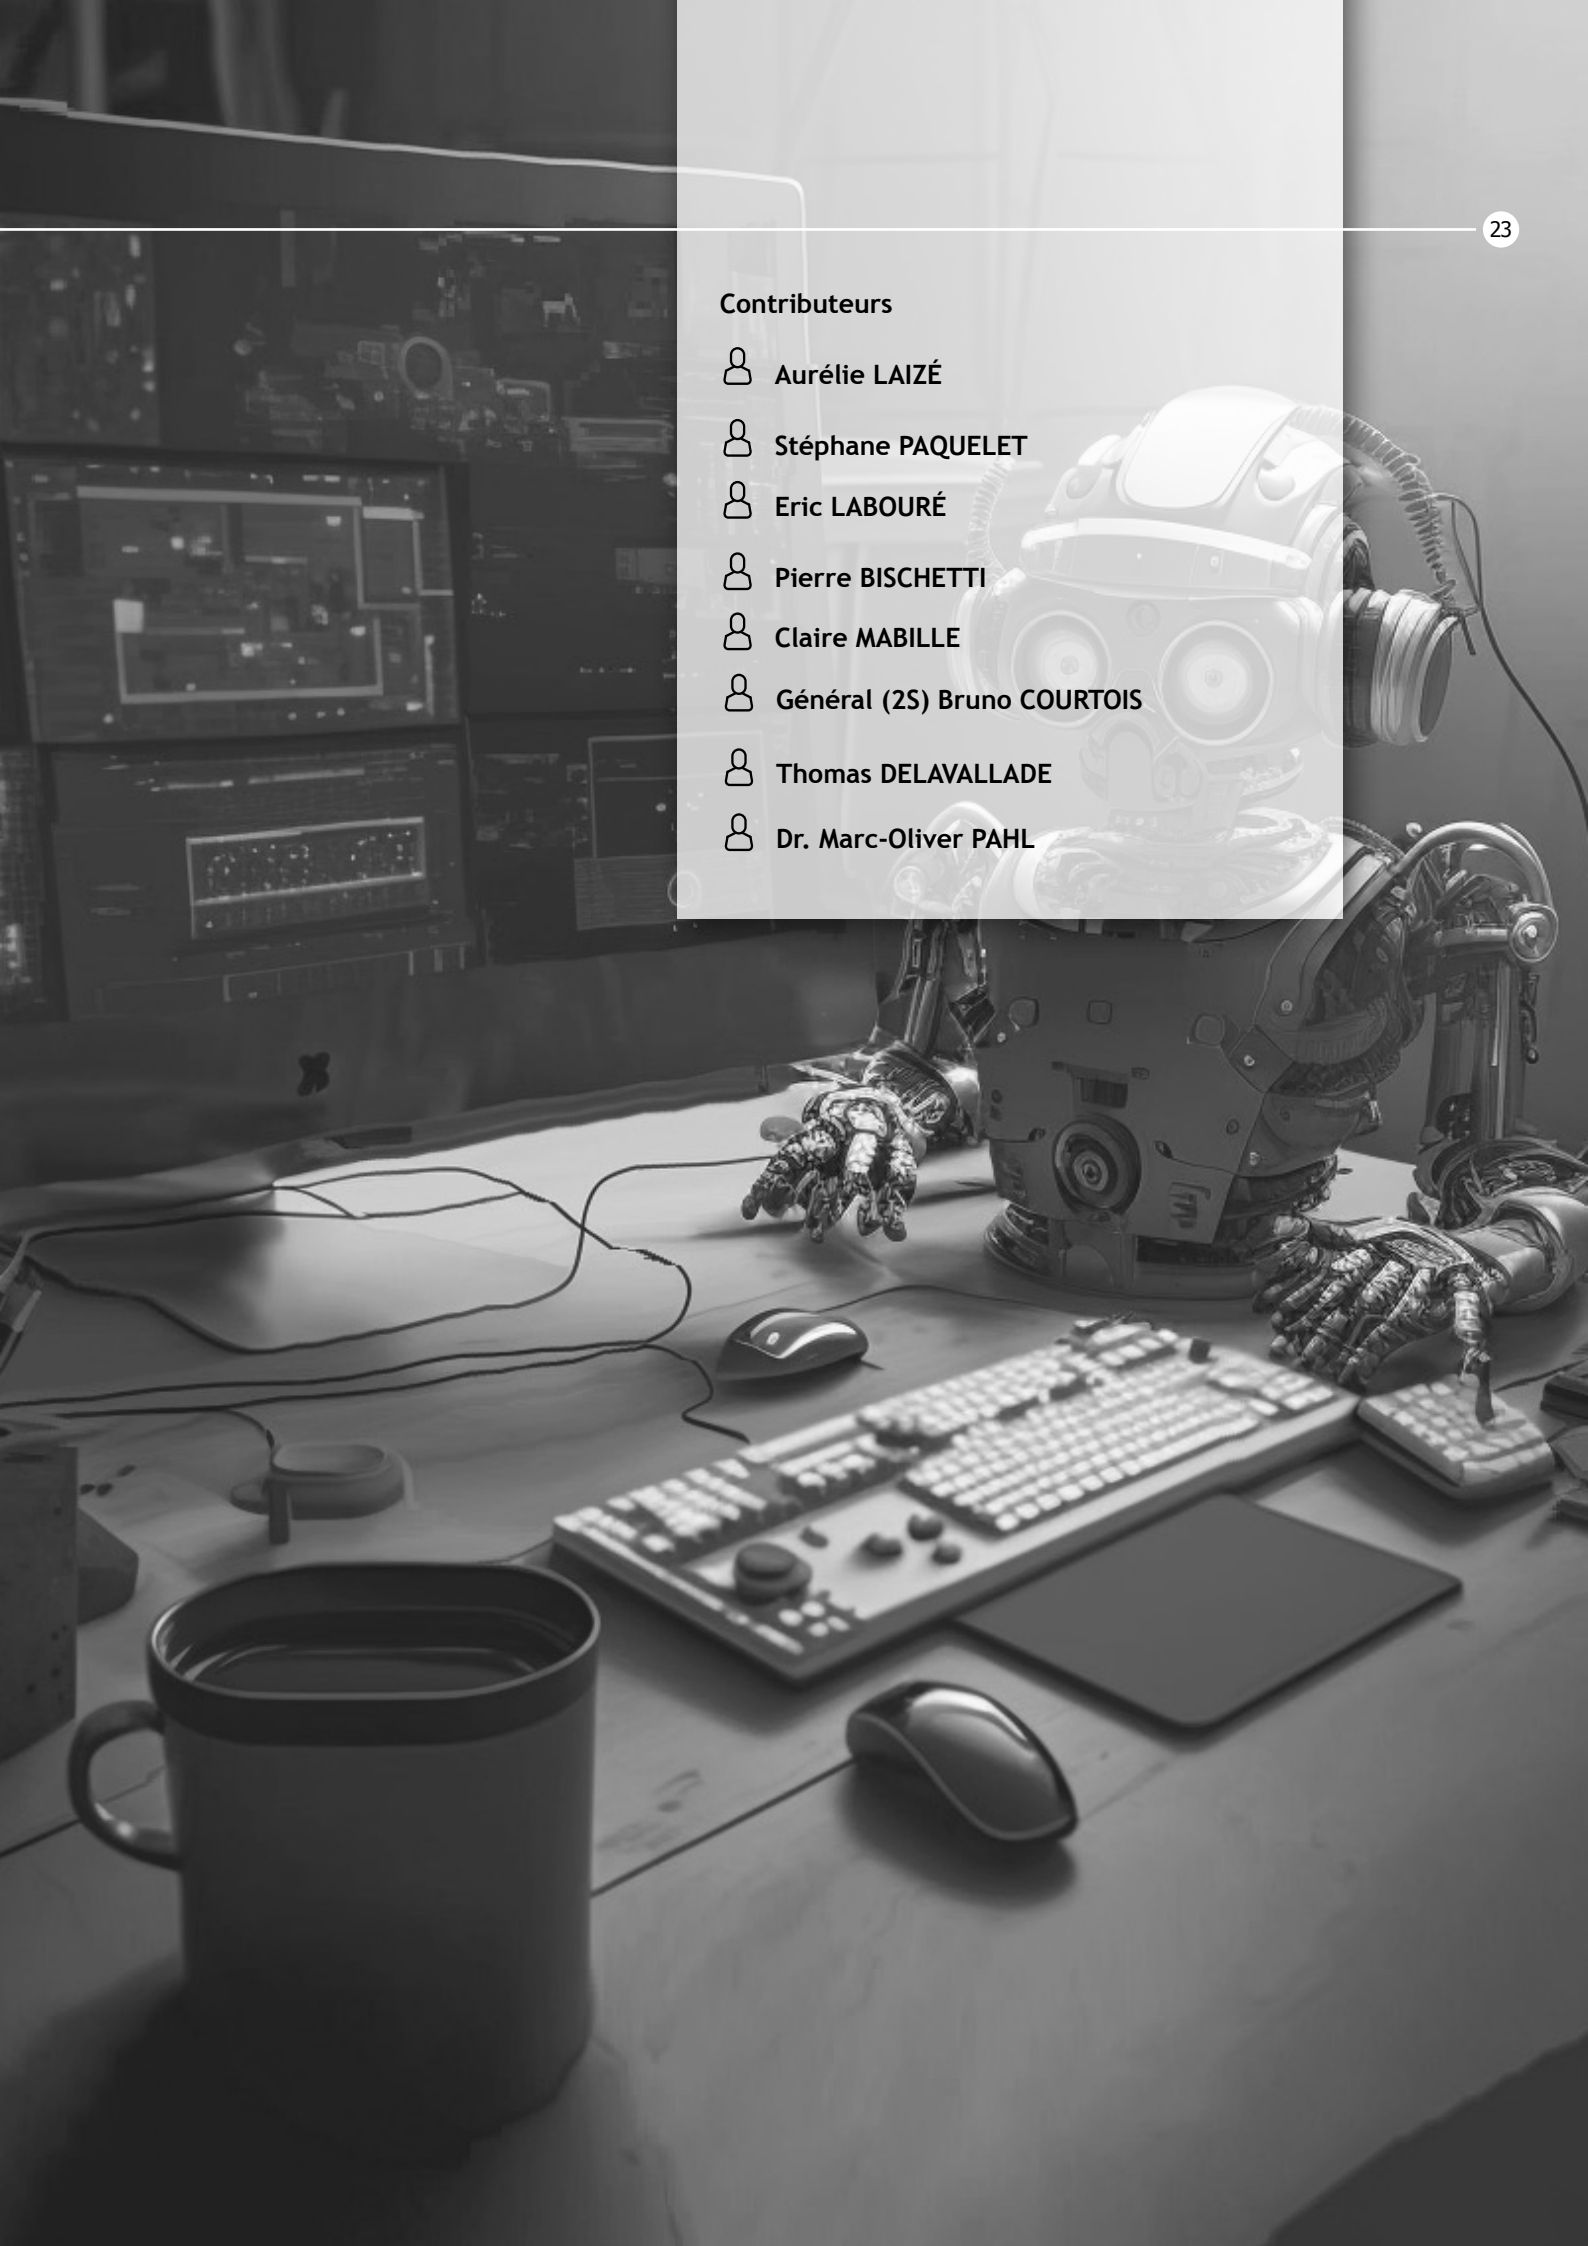 23
Contributeurs
Aurélie LAIZÉ
Stéphane PAQUELET
Eric LABOURÉ
Pierre BISCHETTI
Claire MABILLE
Général (2S) Bruno COURTOIS
Thomas DELAVALLADE
Dr. Marc-Oliver PAHL